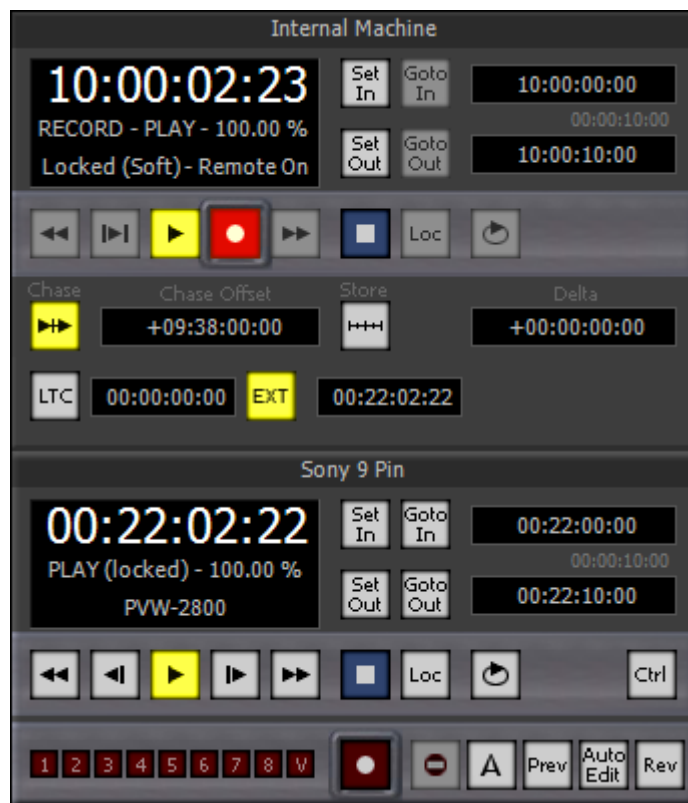 Internal Machine
10:00:02:23
RECORD - PLAY - 100.00 %
Locked (Soft) - Remote On
Set In
Goto In
10:00:00:00
00:00:10:00
Set Out
Goto Out
10:00:10:00
Loc
Chase
Chase Offset
Store
Delta
+09:38:00:00
+00:00:00:00
LTC
00:00:00:00
EXT
00:22:02:22
Sony 9 Pin
00:22:02:22
PLAY (locked) - 100.00 %
PVW-2800
Set In
Goto In
00:22:00:00
00:00:10:00
Set Out
Goto Out
00:22:10:00
Loc
Ctrl
1 2 3 4 5 6 7 8 V
A
Prev
Auto Edit
Rev